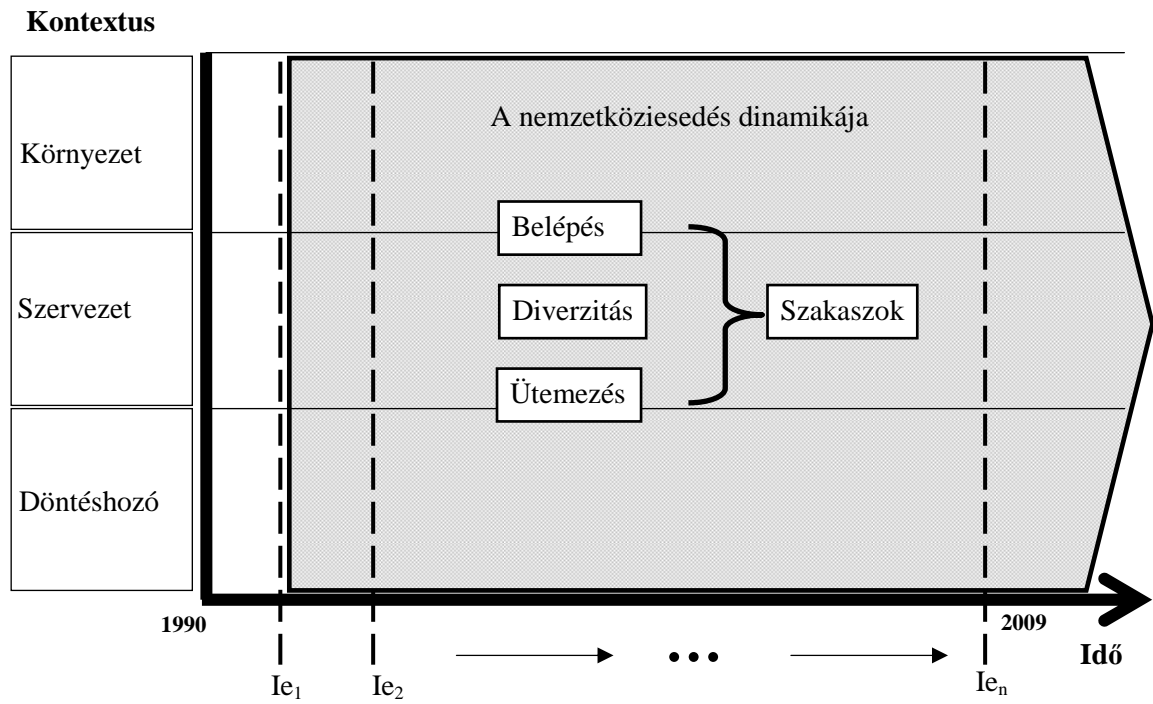 Kontextus
A nemzetköziesedés dinamikája
Környezet
Belépés
Szervezet
Diverzitás
Szakaszok
Ütemezés
Döntéshozó
1990
2009
Idő
Ie₁
Ie₂
...
Ieₙ